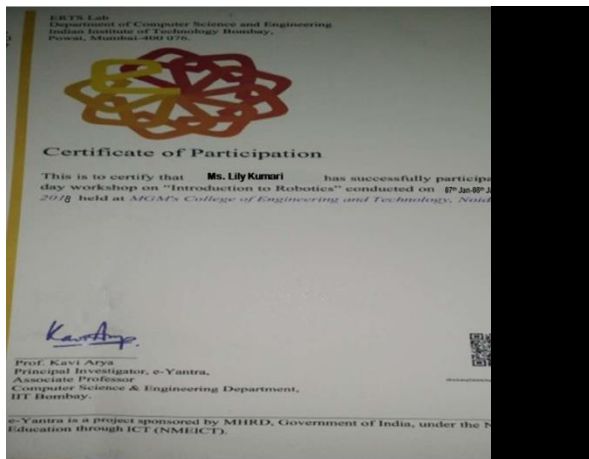 ERTS Lab
Department of Computer Science and Engineering
Indian Institute of Technology Bombay,
Powai, Mumbai-400 076.
Certificate of Participation
This is to certify that Ms. Lily Kumari has successfully participa
day workshop on "Introduction to Robotics" conducted on 07th Jan-08th Ja
2018 held at MGM's College of Engineering and Technology, Noid
Prof. Kavi Arya
Principal Investigator, e-Yantra,
Associate Professor
Computer Science & Engineering Department,
IIT Bombay.
e-Yantra is a project sponsored by MHRD, Government of India, under the N
Education through ICT (NMEICT).